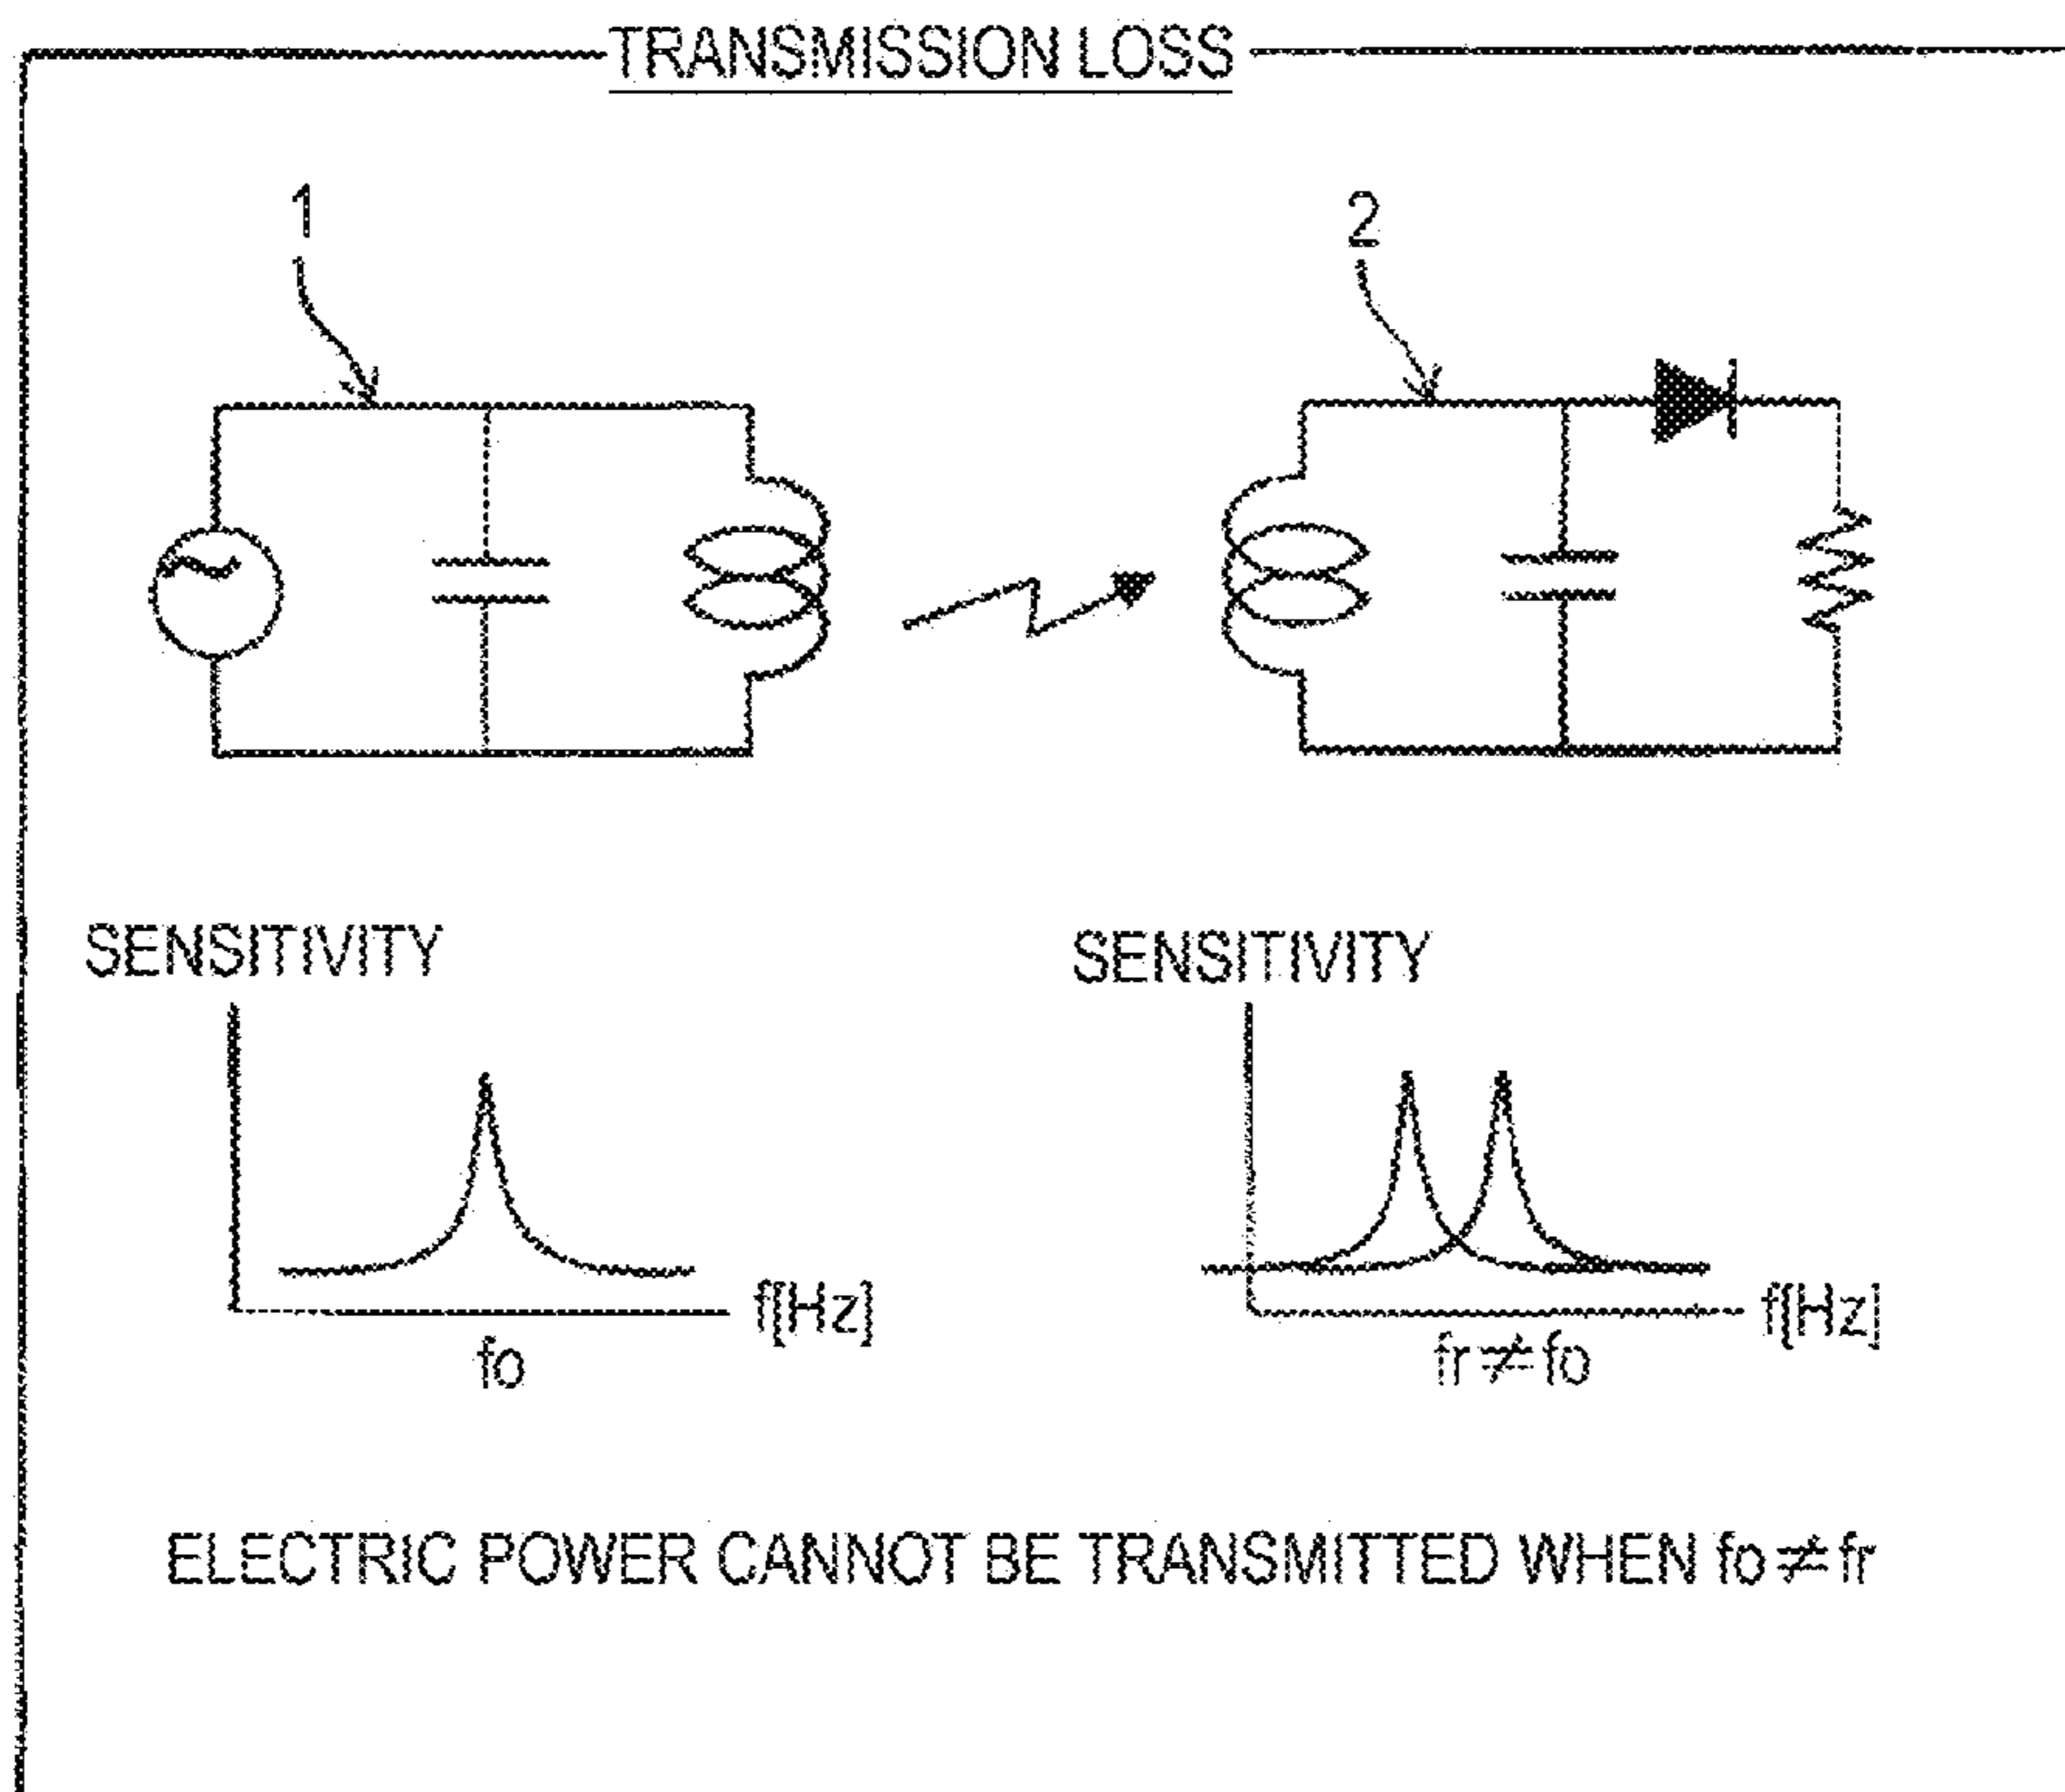 TRANSMISSION LOSS
1
2
SENSITIVITY
SENSITIVITY
f[Hz]
f[Hz]
fo
fr≠fo
ELECTRIC POWER CANNOT BE TRANSMITTED WHEN fo≠fr